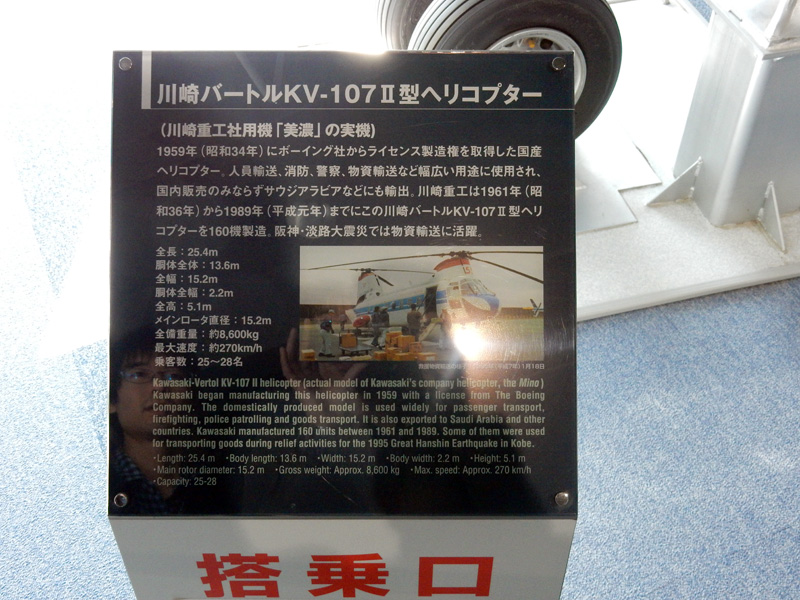 川崎バートルKV-107Ⅱ型ヘリコプター
(川崎重工社用機「美濃」の実機)
1959年(昭和34年)にボーイング社からライセンス製造権を取得した国産
ヘリコプター。人員輸送、消防、警察、物資輸送など幅広い用途に使用され、
国内販売のみならずサウジアラビアなどにも輸出。川崎重工は1961年(昭
和36年)から1989年(平成元年)までにこの川崎バートルKV-107Ⅱ型ヘリ
コプターを160機製造。阪神・淡路大震災では物資輸送に活躍。
全長：25.4m
胴体全体：13.6m
全幅：15.2m
胴体全幅：2.2m
全高：5.1m
メインロータ直径：15.2m
全備重量：約8,600kg
最大速度：約270km/h
乗客数：25〜28名
1月18日
Kawasaki-Vertol KV-107 II helicopter (actual model of Kawasaki's company helicopter, the Mino)
Kawasaki began manufacturing this helicopter in 1959 with a license from The Boeing
Company. The domestically produced model is used widely for passenger transport,
firefighting, police patrolling and goods transport. It is also exported to Saudi Arabia and other
countries. Kawasaki manufactured 160 units between 1961 and 1989. Some of them were used
for transporting goods during relief activities for the 1995 Great Hanshin Earthquake in Kobe.
・Length: 25.4 m ・Body length: 13.6 m ・Width: 15.2 m ・Body width: 2.2 m ・Height: 5.1 m
・Main rotor diameter: 15.2 m ・Gross weight: Approx. 8,600 kg ・Max. speed: Approx. 270 km/h
・Capacity: 25-28
搭乗口